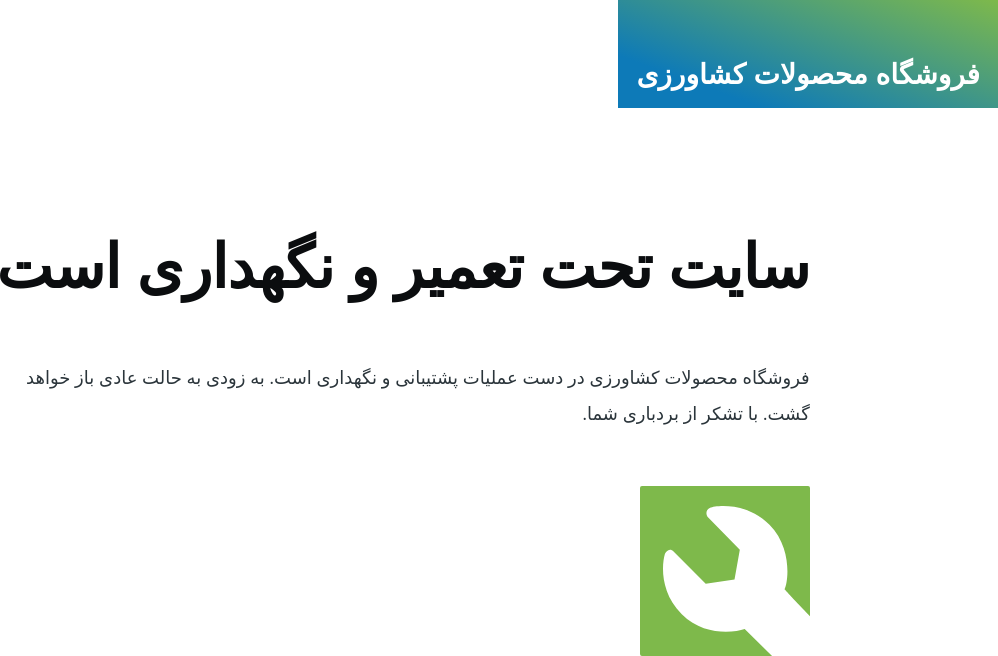 فروشگاه محصولات کشاورزی
سایت تحت تعمیر و نگهداری است
فروشگاه محصولات کشاورزی در دست عملیات پشتیبانی و نگهداری است. به زودی به حالت عادی باز خواهد
گشت. با تشکر از بردباری شما.